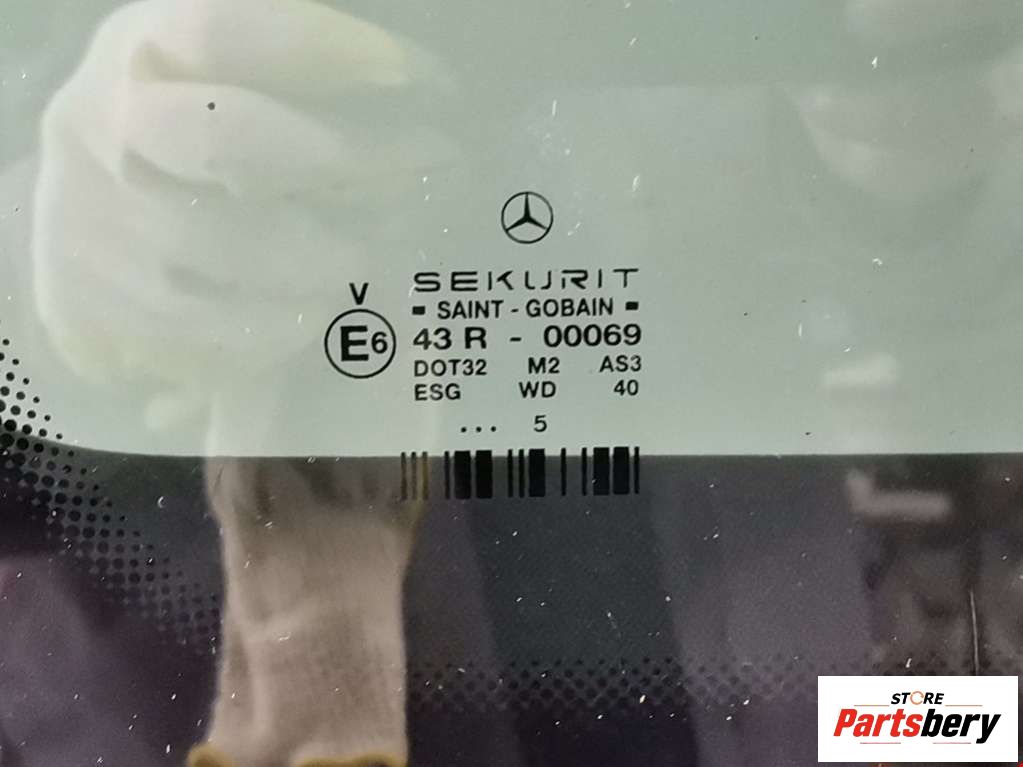 SEKURIT
- SAINT - GOBAIN -
V
E6 43 R - 00069
DOT32 M2 AS3
ESG WD 40
... 5
STORE
Partsbery